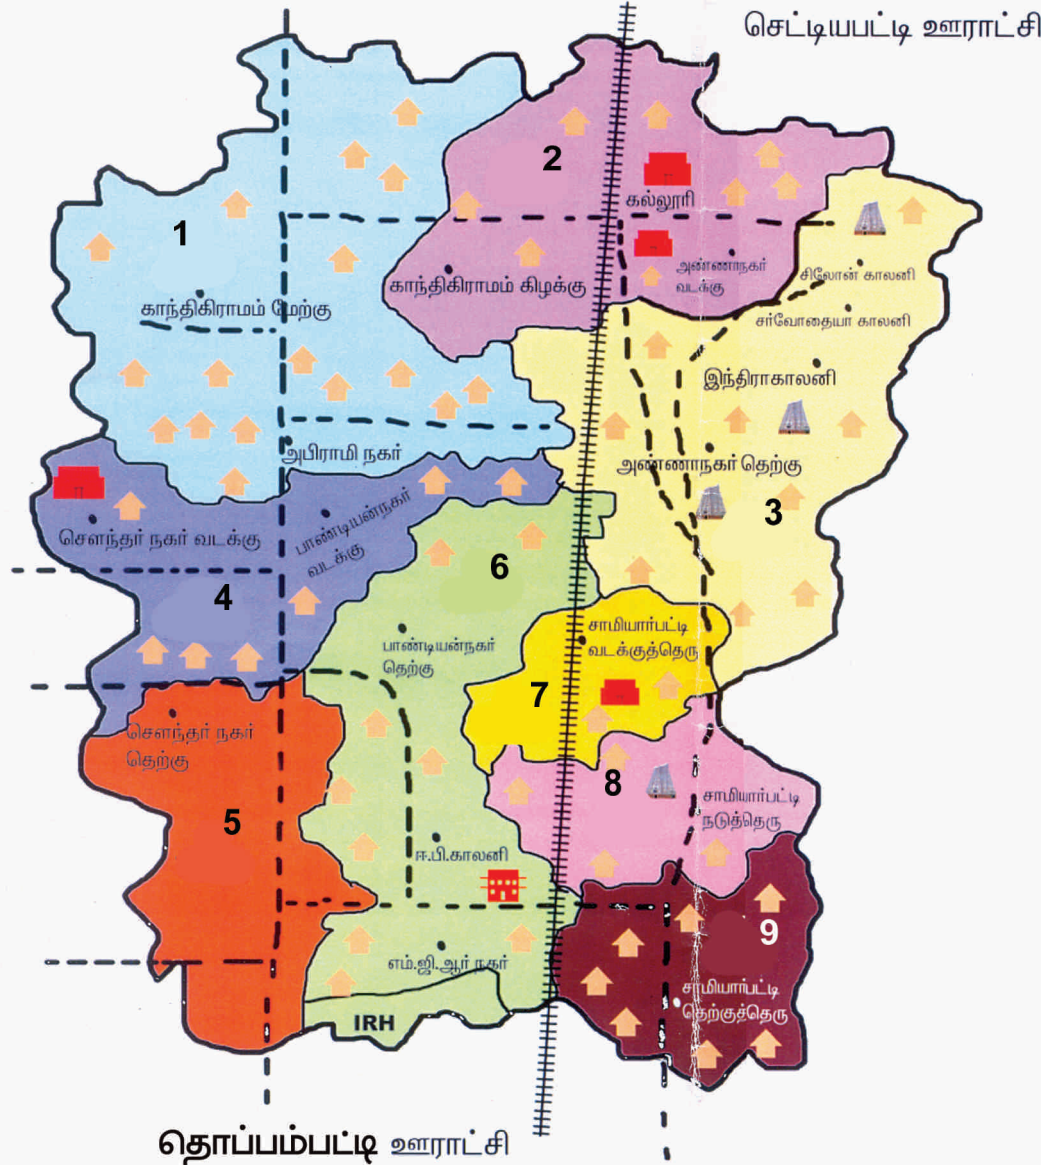 செட்டியபட்டி ஊராட்சி
2
கல்லூரி
1
அண்ணாநகர்
வடக்கு
சிலோன் காலனி
காந்திகிராமம் மேற்கு
காந்திகிராமம் கிழக்கு
சர்வோதையா காலனி
இந்திராகாலனி
அபிராமி நகர்
அண்ணாநகர் தெற்கு
3
சௌந்தர் நகர் வடக்கு
பாண்டியன்நகர்
வடக்கு
6
4
பாண்டியன்நகர்
தெற்கு
சாமியார்பட்டி
வடக்குத்தெரு
7
சௌந்தர் நகர்
தெற்கு
8
சாமியார்பட்டி
நடுத்தெரு
5
ஈ.பி.காலனி
9
எம்.ஜி.ஆர் நகர்
சாமியார்பட்டி
தெற்குத்தெரு
IRH
தொப்பம்பட்டி ஊராட்சி